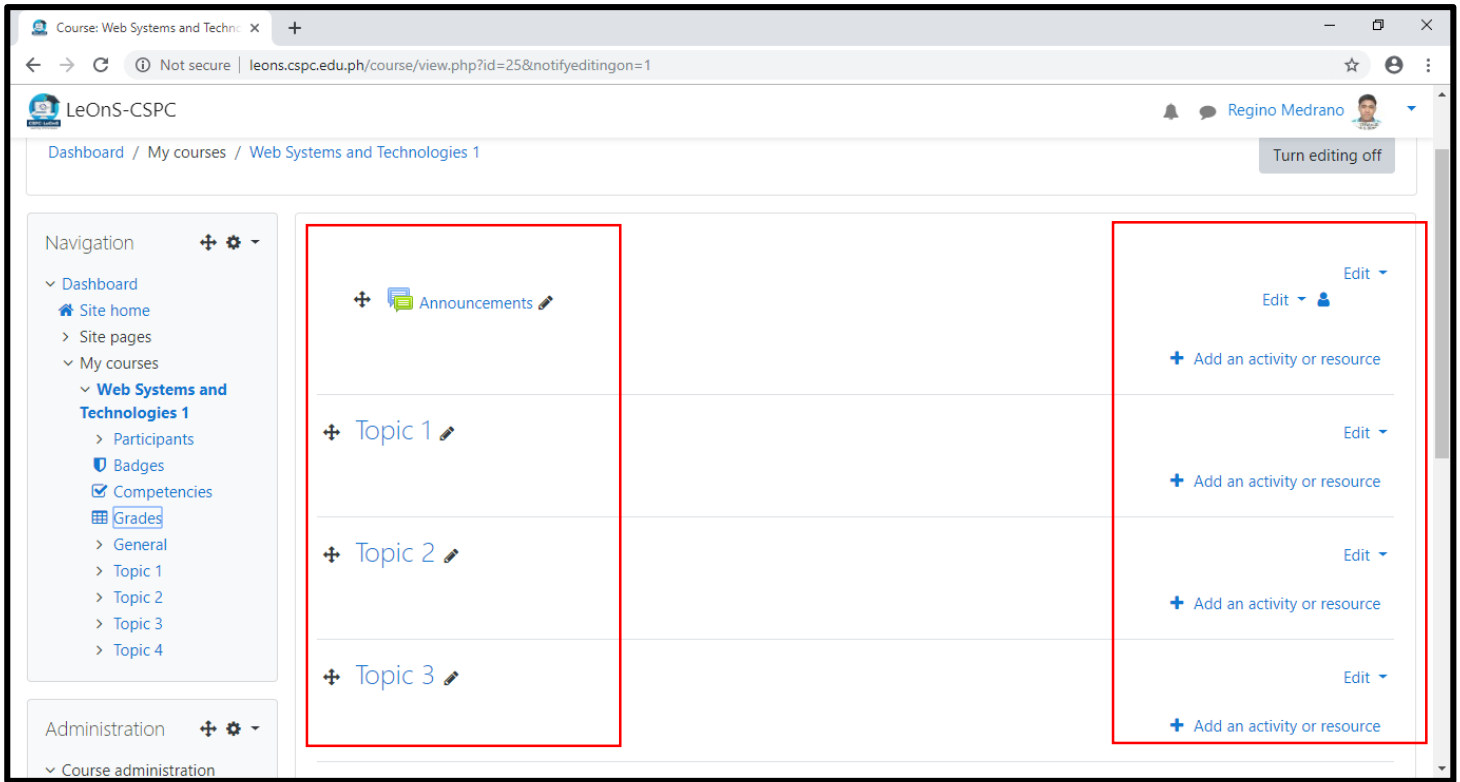 Course: Web Systems and Techno
Not secure | leons.cspc.edu.ph/course/view.php?id=25&notifyeditingon=1
LeOnS-CSPC
Regino Medrano
Dashboard / My courses / Web Systems and Technologies 1
Turn editing off
Navigation
Dashboard
Site home
Site pages
My courses
Web Systems and
Technologies 1
Participants
Badges
Competencies
Grades
General
Topic 1
Topic 2
Topic 3
Topic 4
Administration
Course administration
Edit
Announcements
Edit
Add an activity or resource
Topic 1
Edit
Add an activity or resource
Topic 2
Edit
Add an activity or resource
Topic 3
Edit
Add an activity or resource